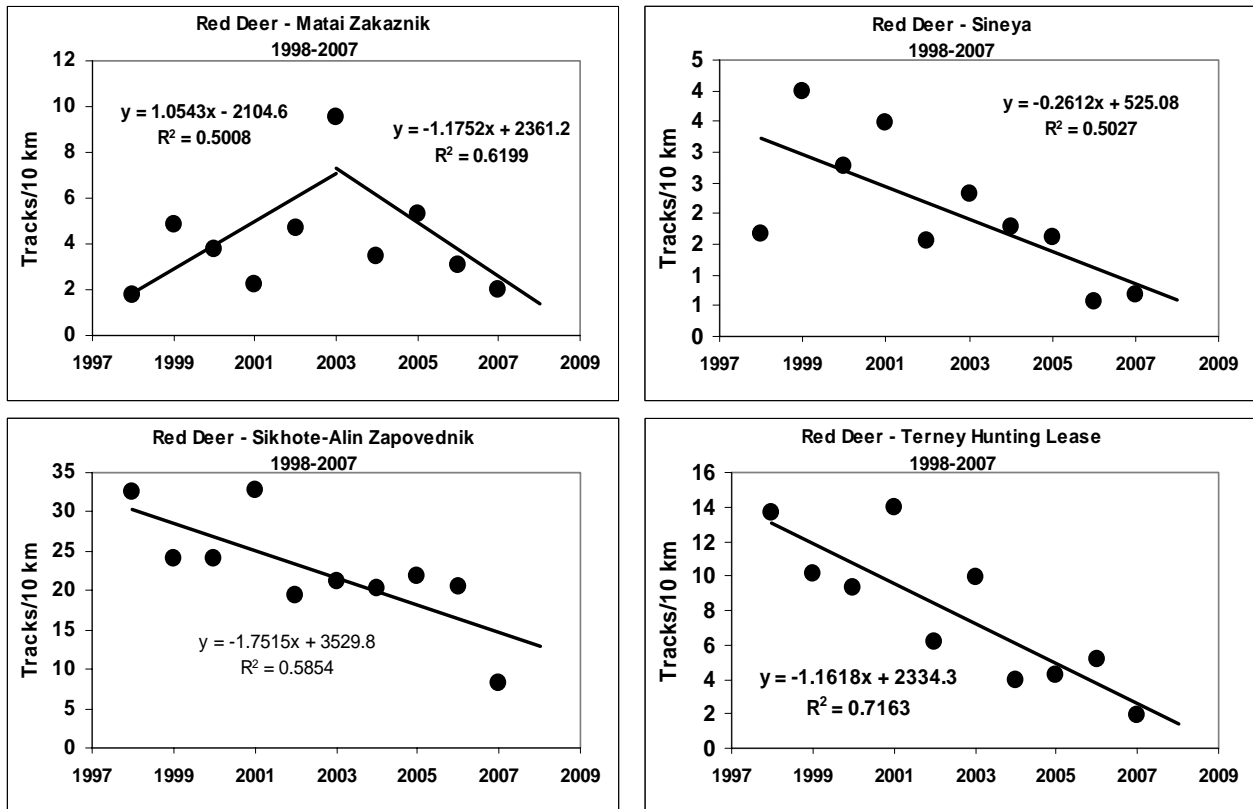 Red Deer - Matai Zakaznik
1998-2007
Tracks/10 km
12
10
8
6
4
2
0
y = 1.0543x - 2104.6
R² = 0.5008
y = -1.1752x + 2361.2
R² = 0.6199
1997 1999 2001 2003 2005 2007 2009
Red Deer - Sineya
1998-2007
Tracks/10 km
5
4
4
3
3
2
2
1
1
0
y = -0.2612x + 525.08
R² = 0.5027
1997 1999 2001 2003 2005 2007 2009
Red Deer - Sikhote-Alin Zapovednik
1998-2007
Tracks/10 km
35
30
25
20
15
10
5
0
y = -1.7515x + 3529.8
R² = 0.5854
1997 1999 2001 2003 2005 2007 2009
Red Deer - Terney Hunting Lease
1998-2007
Tracks/10 km
16
14
12
10
8
6
4
2
0
y = -1.1618x + 2334.3
R² = 0.7163
1997 1999 2001 2003 2005 2007 2009